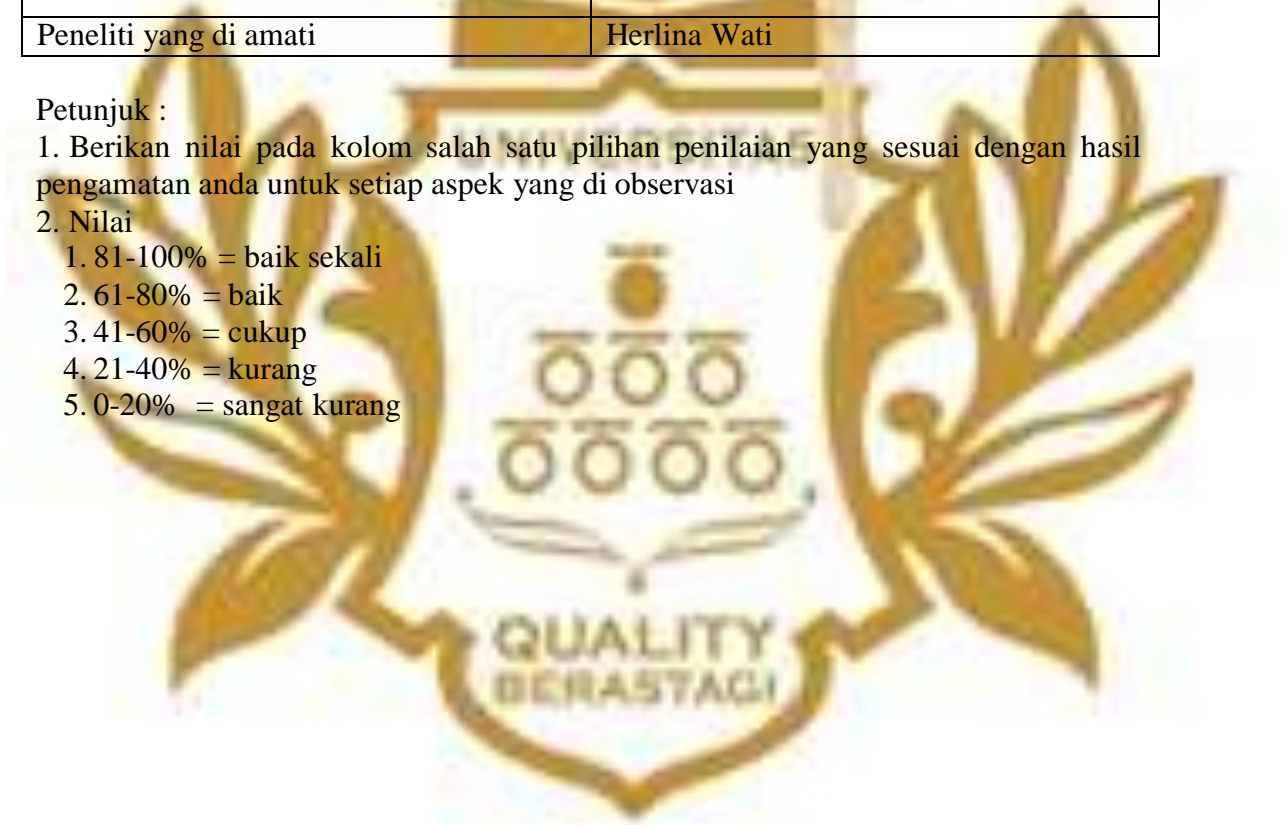 Peneliti yang di amati Herlina Wati
Petunjuk :
1. Berikan nilai pada kolom salah satu pilihan penilaian yang sesuai dengan hasil
pengamatan anda untuk setiap aspek yang di observasi
2. Nilai
1. 81-100% = baik sekali
2. 61-80% = baik
3. 41-60% = cukup
4. 21-40% = kurang
5. 0-20% = sangat kurang
QUALITY
BERASTAGI